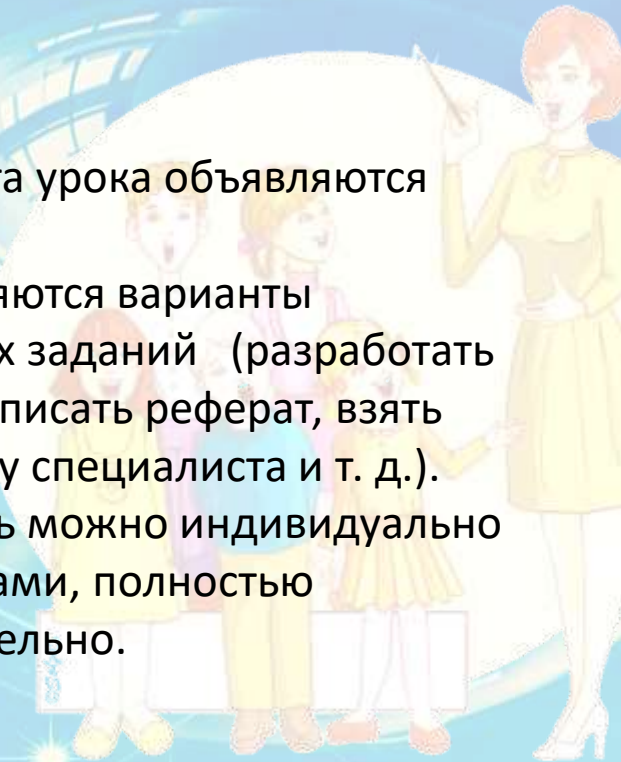 та урока объявляются
яются варианты
х заданий (разработать
писать реферат, взять
у специалиста и т. д.).
ь можно индивидуально
ами, полностью
ельно.